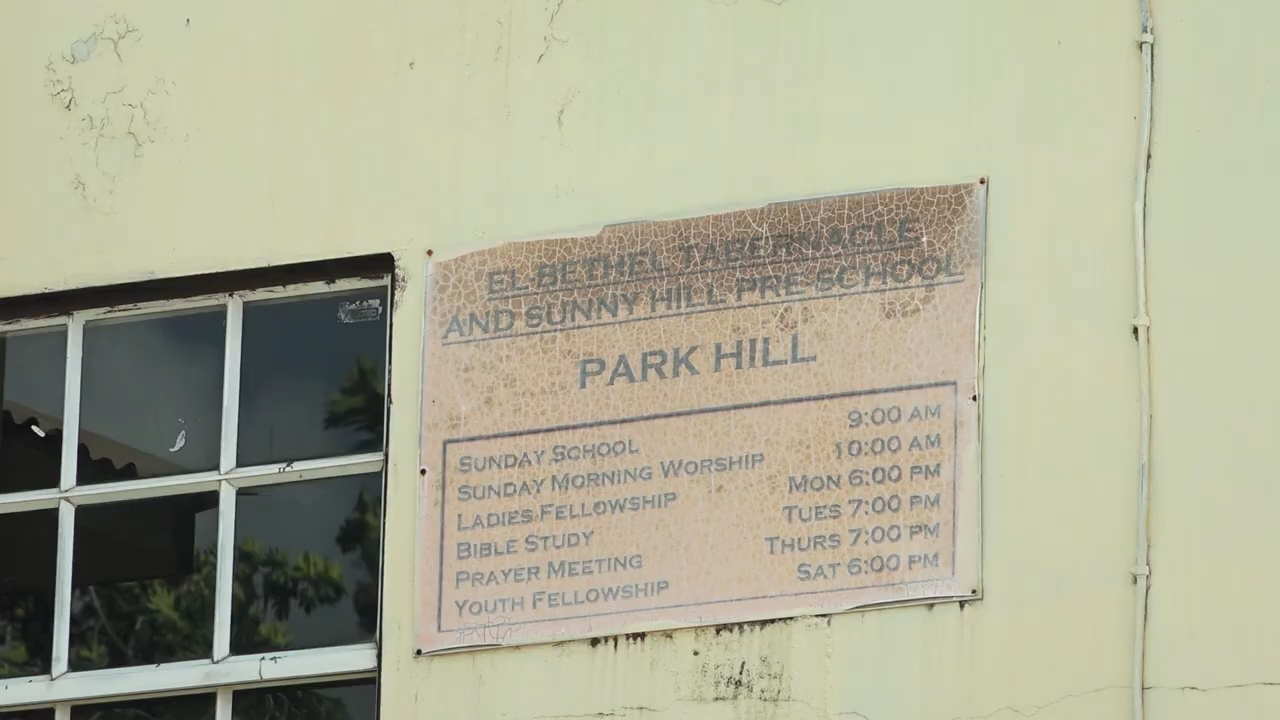 EL-BETHEL TABERNACLE
AND SUNNY HILL PRE-SCHOOL
PARK HILL
SUNDAY SCHOOL 9:00 AM
SUNDAY MORNING WORSHIP 10:00 AM
LADIES FELLOWSHIP MON 6:00 PM
BIBLE STUDY TUES 7:00 PM
PRAYER MEETING THURS 7:00 PM
YOUTH FELLOWSHIP SAT 6:00 PM